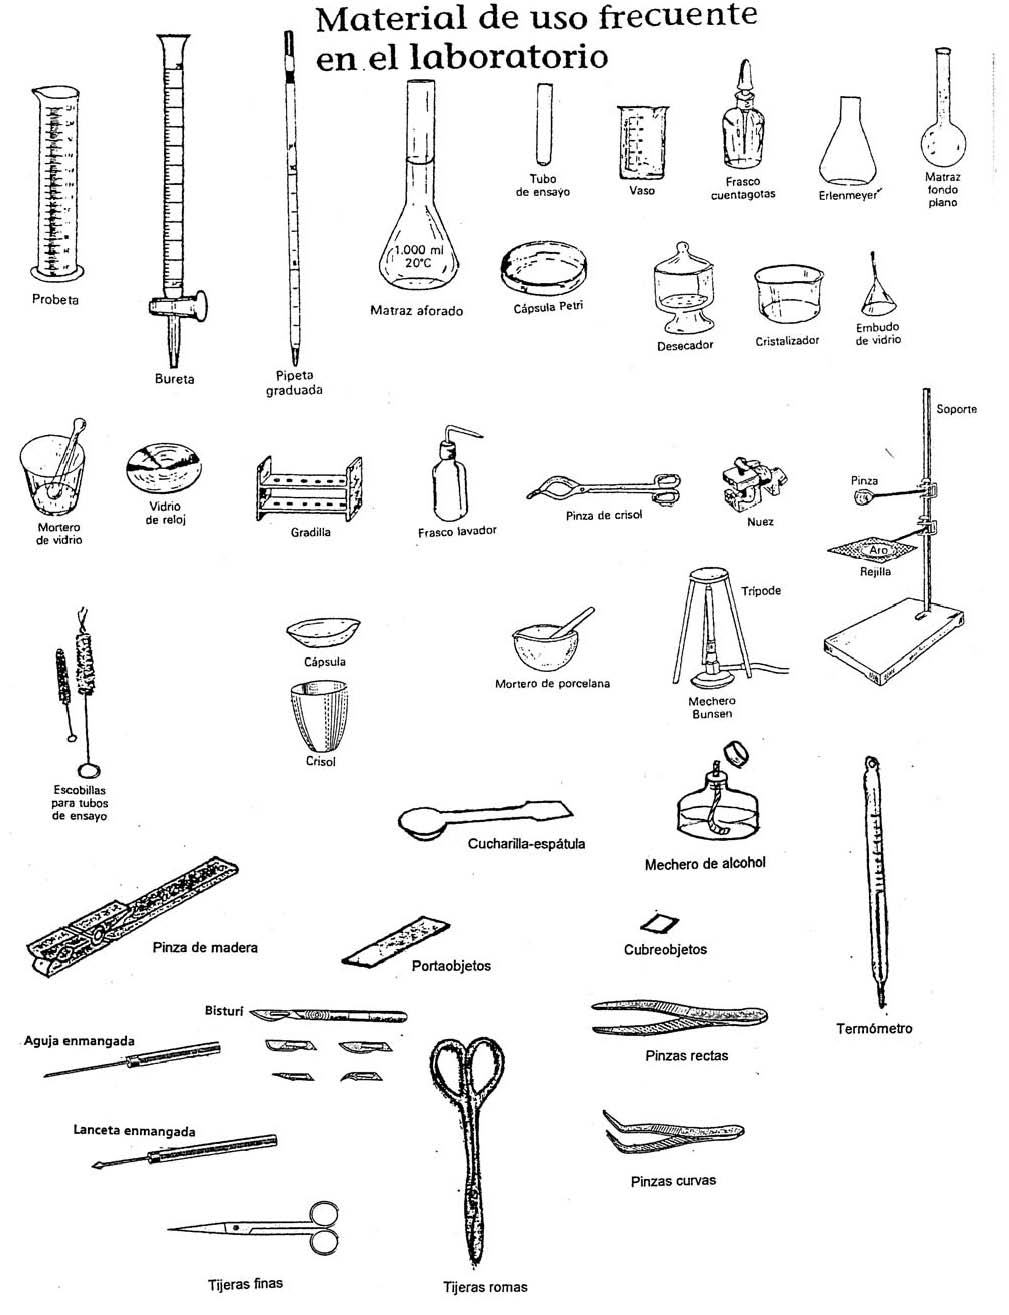 Material de uso frecuente
en el laboratorio
Probeta
Bureta
Pipeta
graduada
1.000 ml
20°C
Matraz aforado
Tubo
de ensayo
Vaso
Frasco
cuentagotas
Erlenmeyer
Matraz
fondo
plano
Cápsula Petri
Desecador
Cristalizador
Embudo
de vidrio
Mortero
de vidrio
Vidrio
de reloj
Gradilla
Frasco lavador
Pinza de crisol
Nuez
Soporte
Pinza
Aro
Rejilla
Escobillas
para tubos
de ensayo
Cápsula
Crisol
Mortero de porcelana
Trípode
Mechero
Bunsen
Cucharilla-espátula
Mechero de alcohol
Termómetro
Pinza de madera
Portaobjetos
Cubreobjetos
Bisturí
Aguja enmangada
Pinzas rectas
Lanceta enmangada
Pinzas curvas
Tijeras finas
Tijeras romas